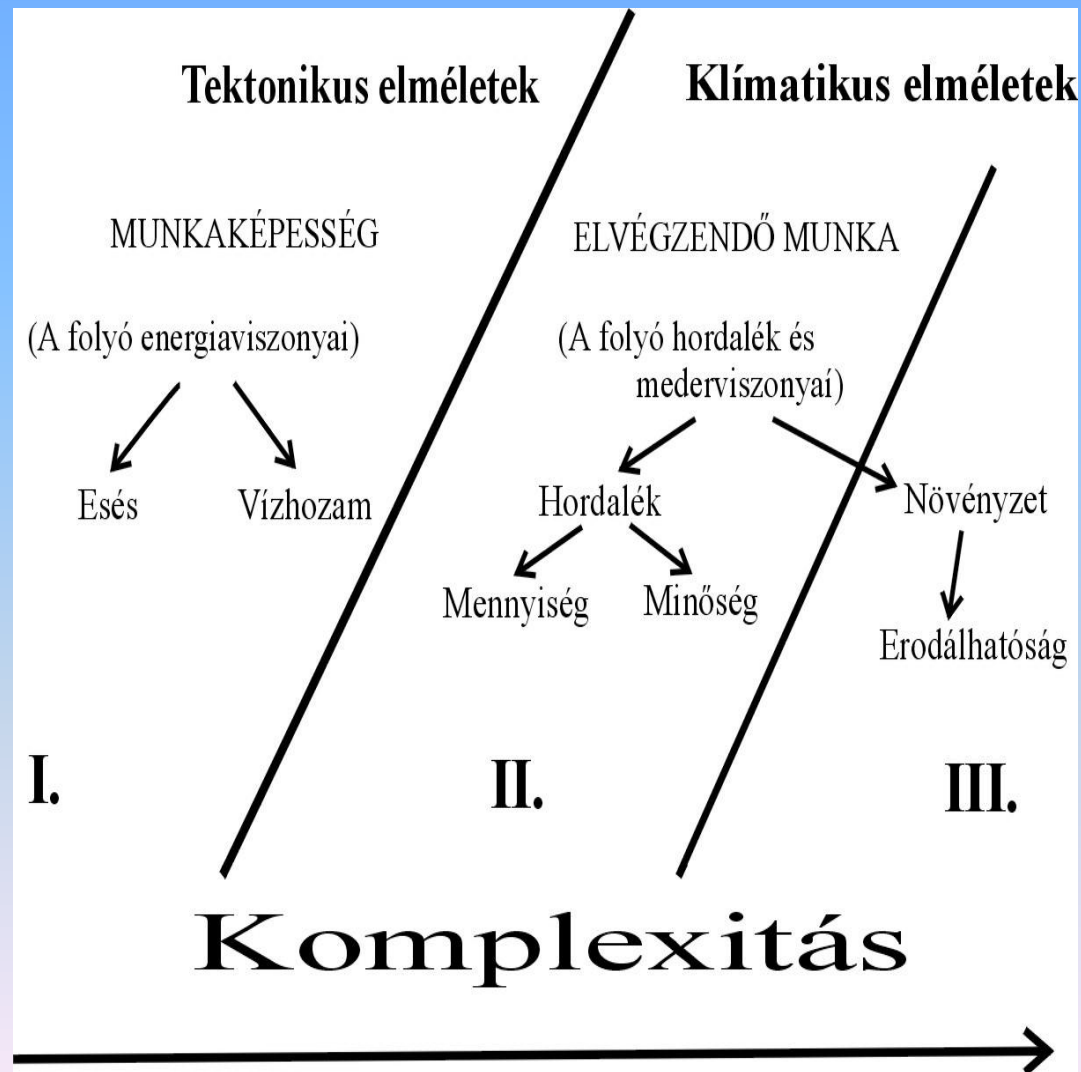 Tektonikus elméletek
Klímatikus elméletek
MUNKAKÉPESSÉG
ELVÉGZENDŐ MUNKA
(A folyó energiaviszonyai)
(A folyó hordalék és
mederviszonyaí)
Esés
Vízhozam
Hordalék
Növényzet
Mennyiség
Minőség
Erodálhatóság
I.
II.
III.
Komplexitás